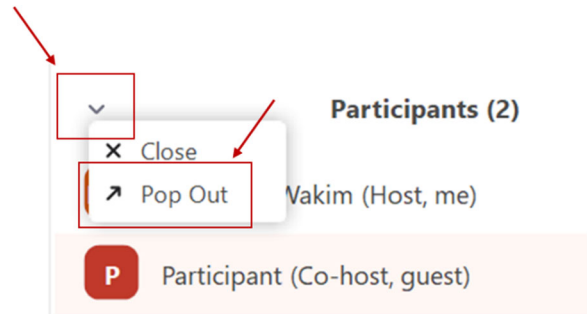 Participants (2)
Close
Pop Out
Wakim (Host, me)
P
Participant (Co-host, guest)